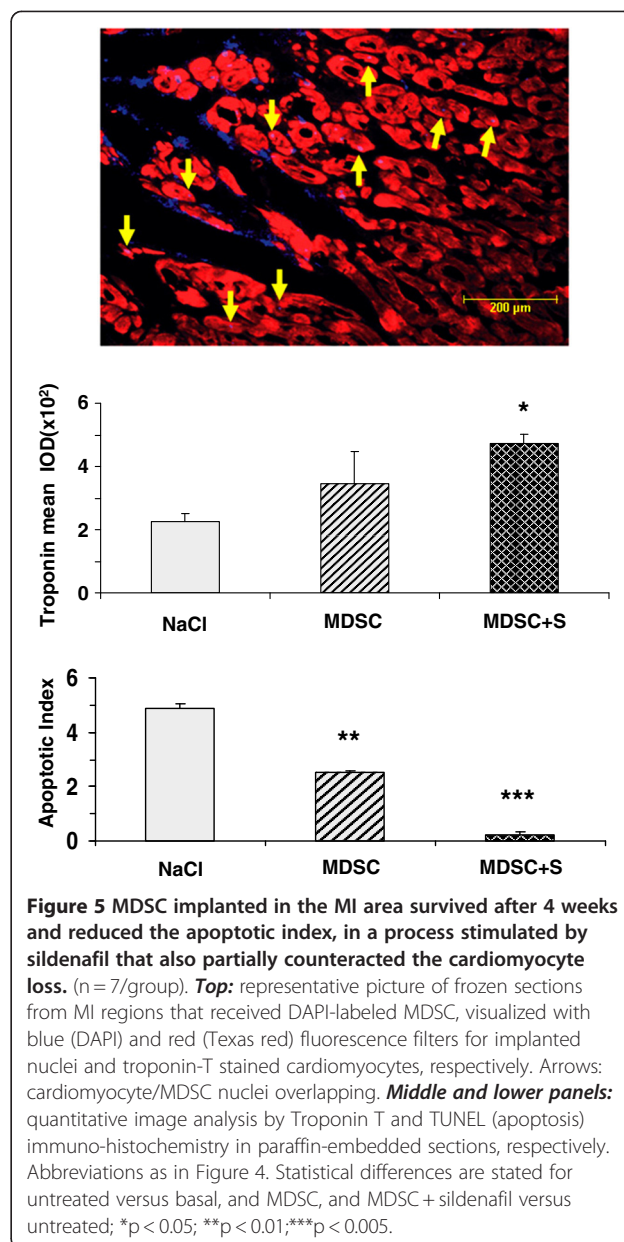 200 µm
Troponin mean IOD(x10²)
6
4
2
0
*
NaCl
MDSC
MDSC+S
Apoptotic Index
6
4
2
0
**
***
NaCl
MDSC
MDSC+S
Figure 5 MDSC implanted in the MI area survived after 4 weeks
and reduced the apoptotic index, in a process stimulated by
sildenafil that also partially counteracted the cardiomyocyte
loss. (n = 7/group). Top: representative picture of frozen sections
from MI regions that received DAPI-labeled MDSC, visualized with
blue (DAPI) and red (Texas red) fluorescence filters for implanted
nuclei and troponin-T stained cardiomyocytes, respectively. Arrows:
cardiomyocyte/MDSC nuclei overlapping. Middle and lower panels:
quantitative image analysis by Troponin T and TUNEL (apoptosis)
immuno-histochemistry in paraffin-embedded sections, respectively.
Abbreviations as in Figure 4. Statistical differences are stated for
untreated versus basal, and MDSC, and MDSC + sildenafil versus
untreated; *p < 0.05; **p < 0.01;***p < 0.005.